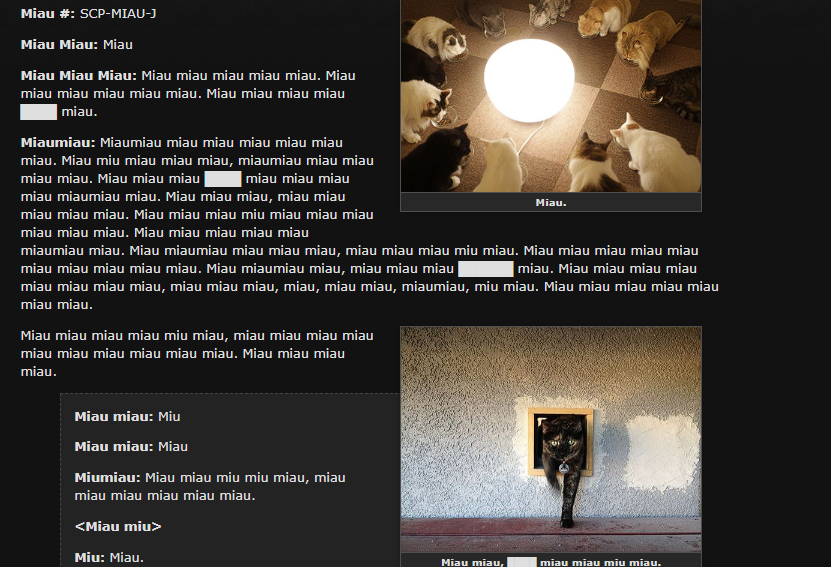 Miau #: SCP-MIAU-J
Miau Miau: Miau
Miau Miau Miau: Miau miau miau miau miau. Miau
miau miau miau miau miau. Miau miau miau miau
████ miau.
Miau.
Miaumiau: Miaumiau miau miau miau miau miau
miau. Miau miu miau miau miau, miaumiau miau miau
miau miau. Miau miau miau ████ miau miau miau
miau miaumiau miau. Miau miau miau, miau miau
miau miau miau. Miau miau miau miu miau miau miau
miau miau miau. Miau miau miau miau miau
miaumiau miau. Miau miaumiau miau miau miau, miau miau miau miu miau. Miau miau miau miau miau
miau miau miau miau miau. Miau miaumiau miau, miau miau miau ██████ miau. Miau miau miau miau
miau miau miau miau, miau miau miau, miau, miau miau, miaumiau, miu miau. Miau miau miau miau miau
miau miau.
Miau miau miau miau miu miau, miau miau miau miau
miau miau miau miau miau miau. Miau miau miau
miau.
Miau miau: Miu
Miau miau: Miau
Miumiau: Miau miau miu miu miau, miau
miau miau miau miau miau.
<Miau miu>
Miu: Miau.
Miau miau, ████ miau miau miu miau.